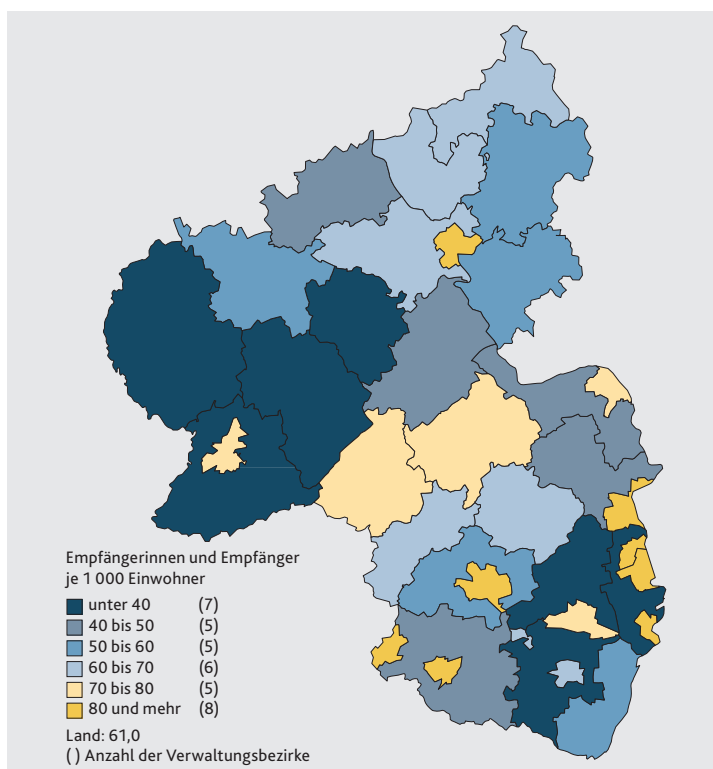 Empfängerinnen und Empfänger
je 1 000 Einwohner
unter 40 (7)
40 bis 50 (5)
50 bis 60 (5)
60 bis 70 (6)
70 bis 80 (5)
80 und mehr (8)
Land: 61,0
( ) Anzahl der Verwaltungsbezirke